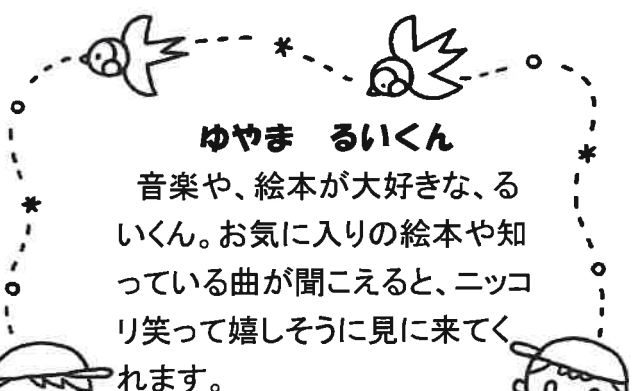 ゆやま　るいくん
音楽や、絵本が大好きな、る
いくん。お気に入りの絵本や知
っている曲が聞こえると、ニッコ
リ笑って嬉しそうに見に来てく
れます。